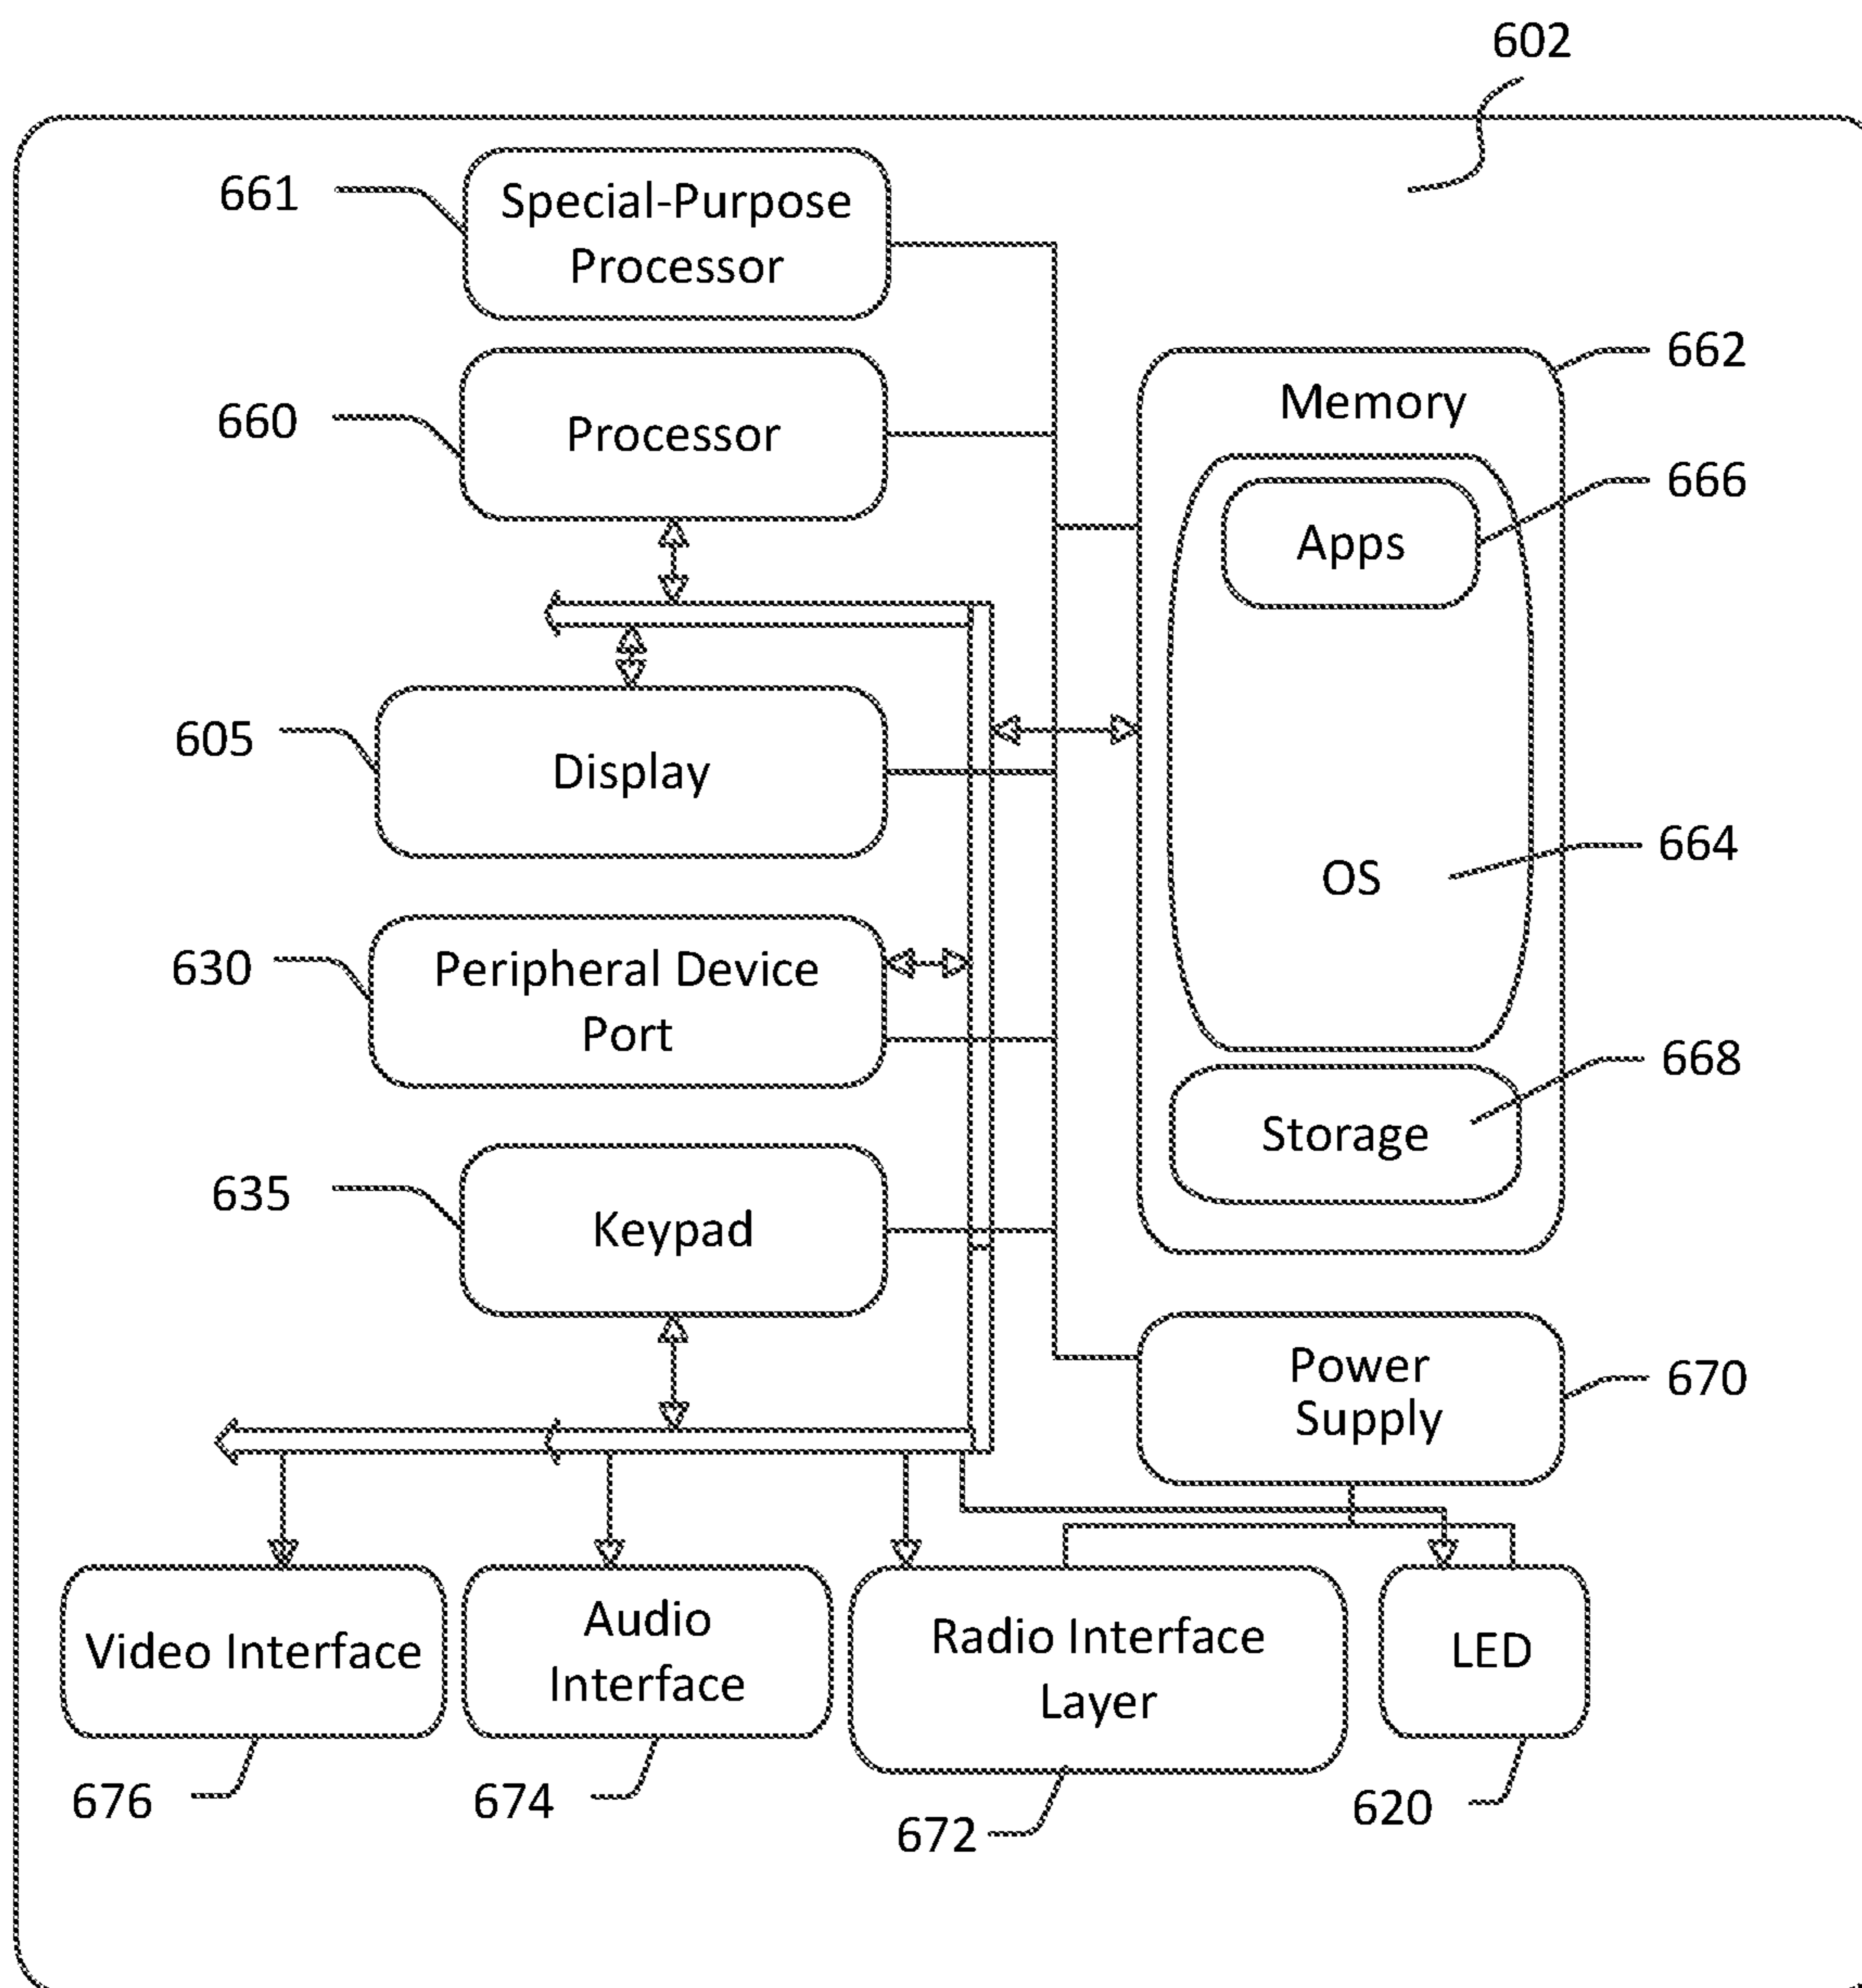 602
661
Special-Purpose
Processor
662
Memory
660
Processor
666
Apps
605
Display
664
OS
630
Peripheral Device
Port
668
Storage
635
Keypad
Power
Supply
670
Video Interface
Audio
Interface
Radio Interface
Layer
LED
676
674
672
620